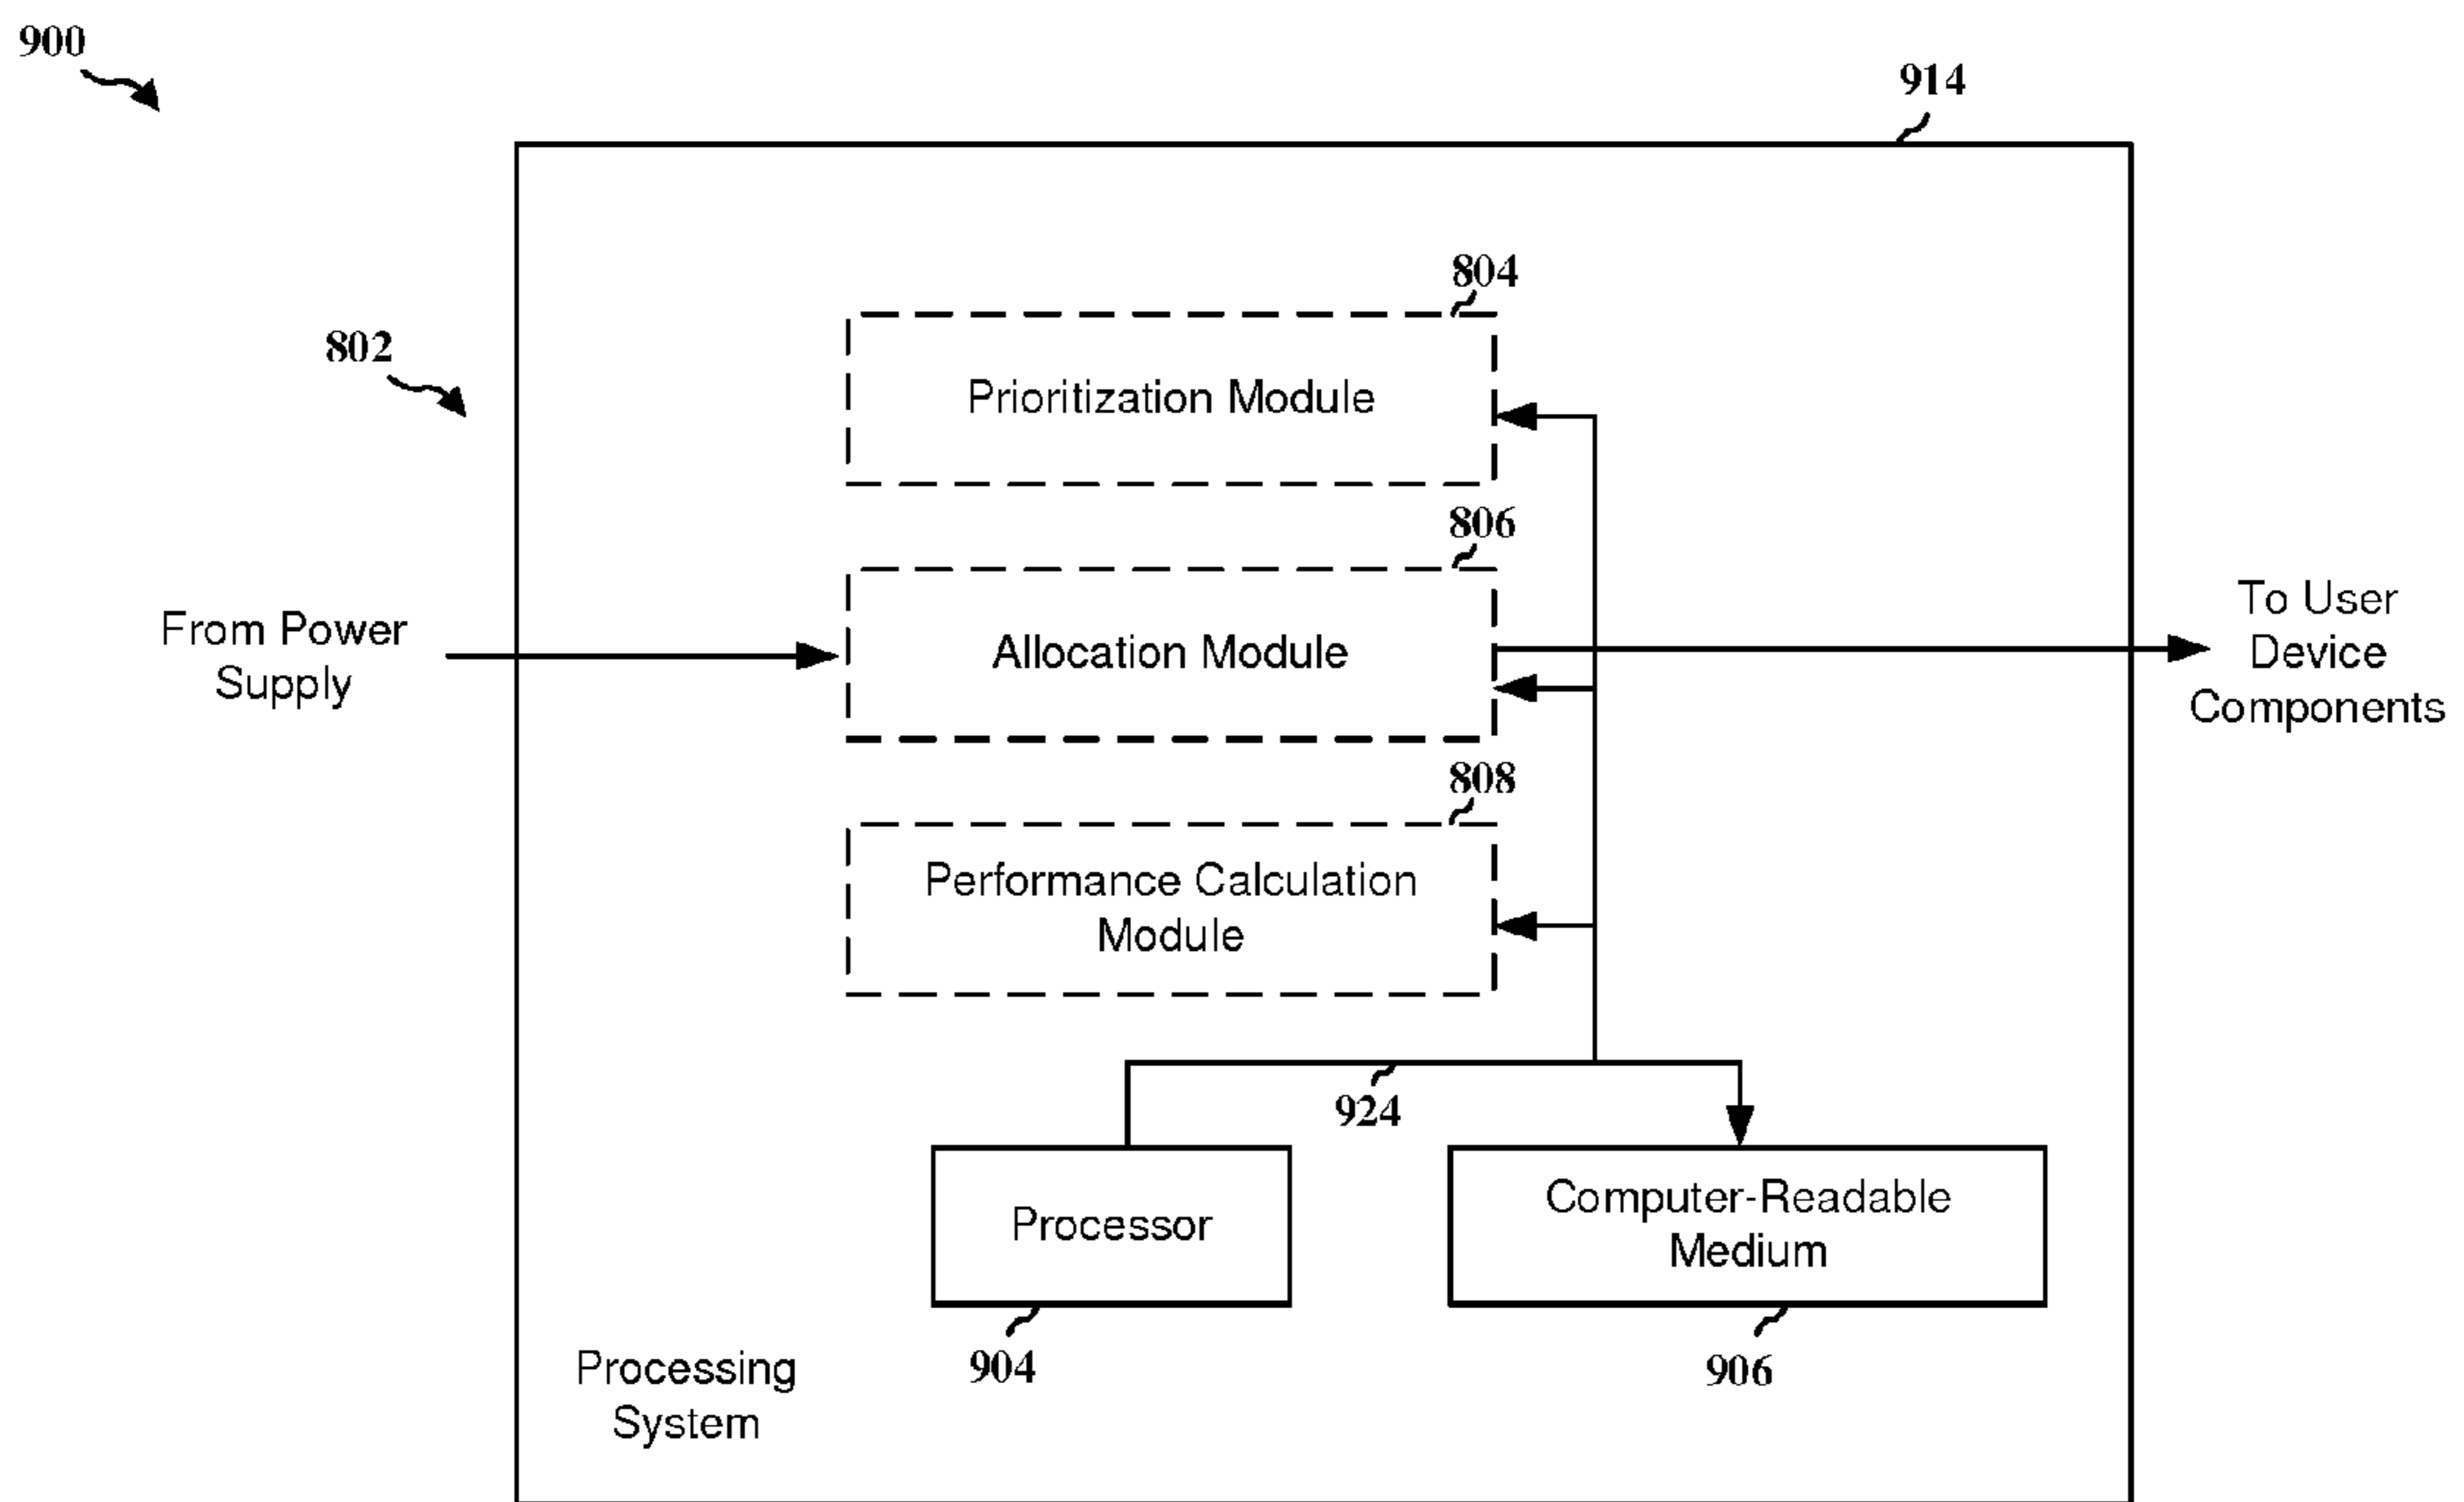 900
914
804
802
Prioritization Module
806
From Power
Supply
Allocation Module
To User
Device
Components
808
Performance Calculation
Module
924
Processor
Computer-Readable
Medium
904
906
Processing
System